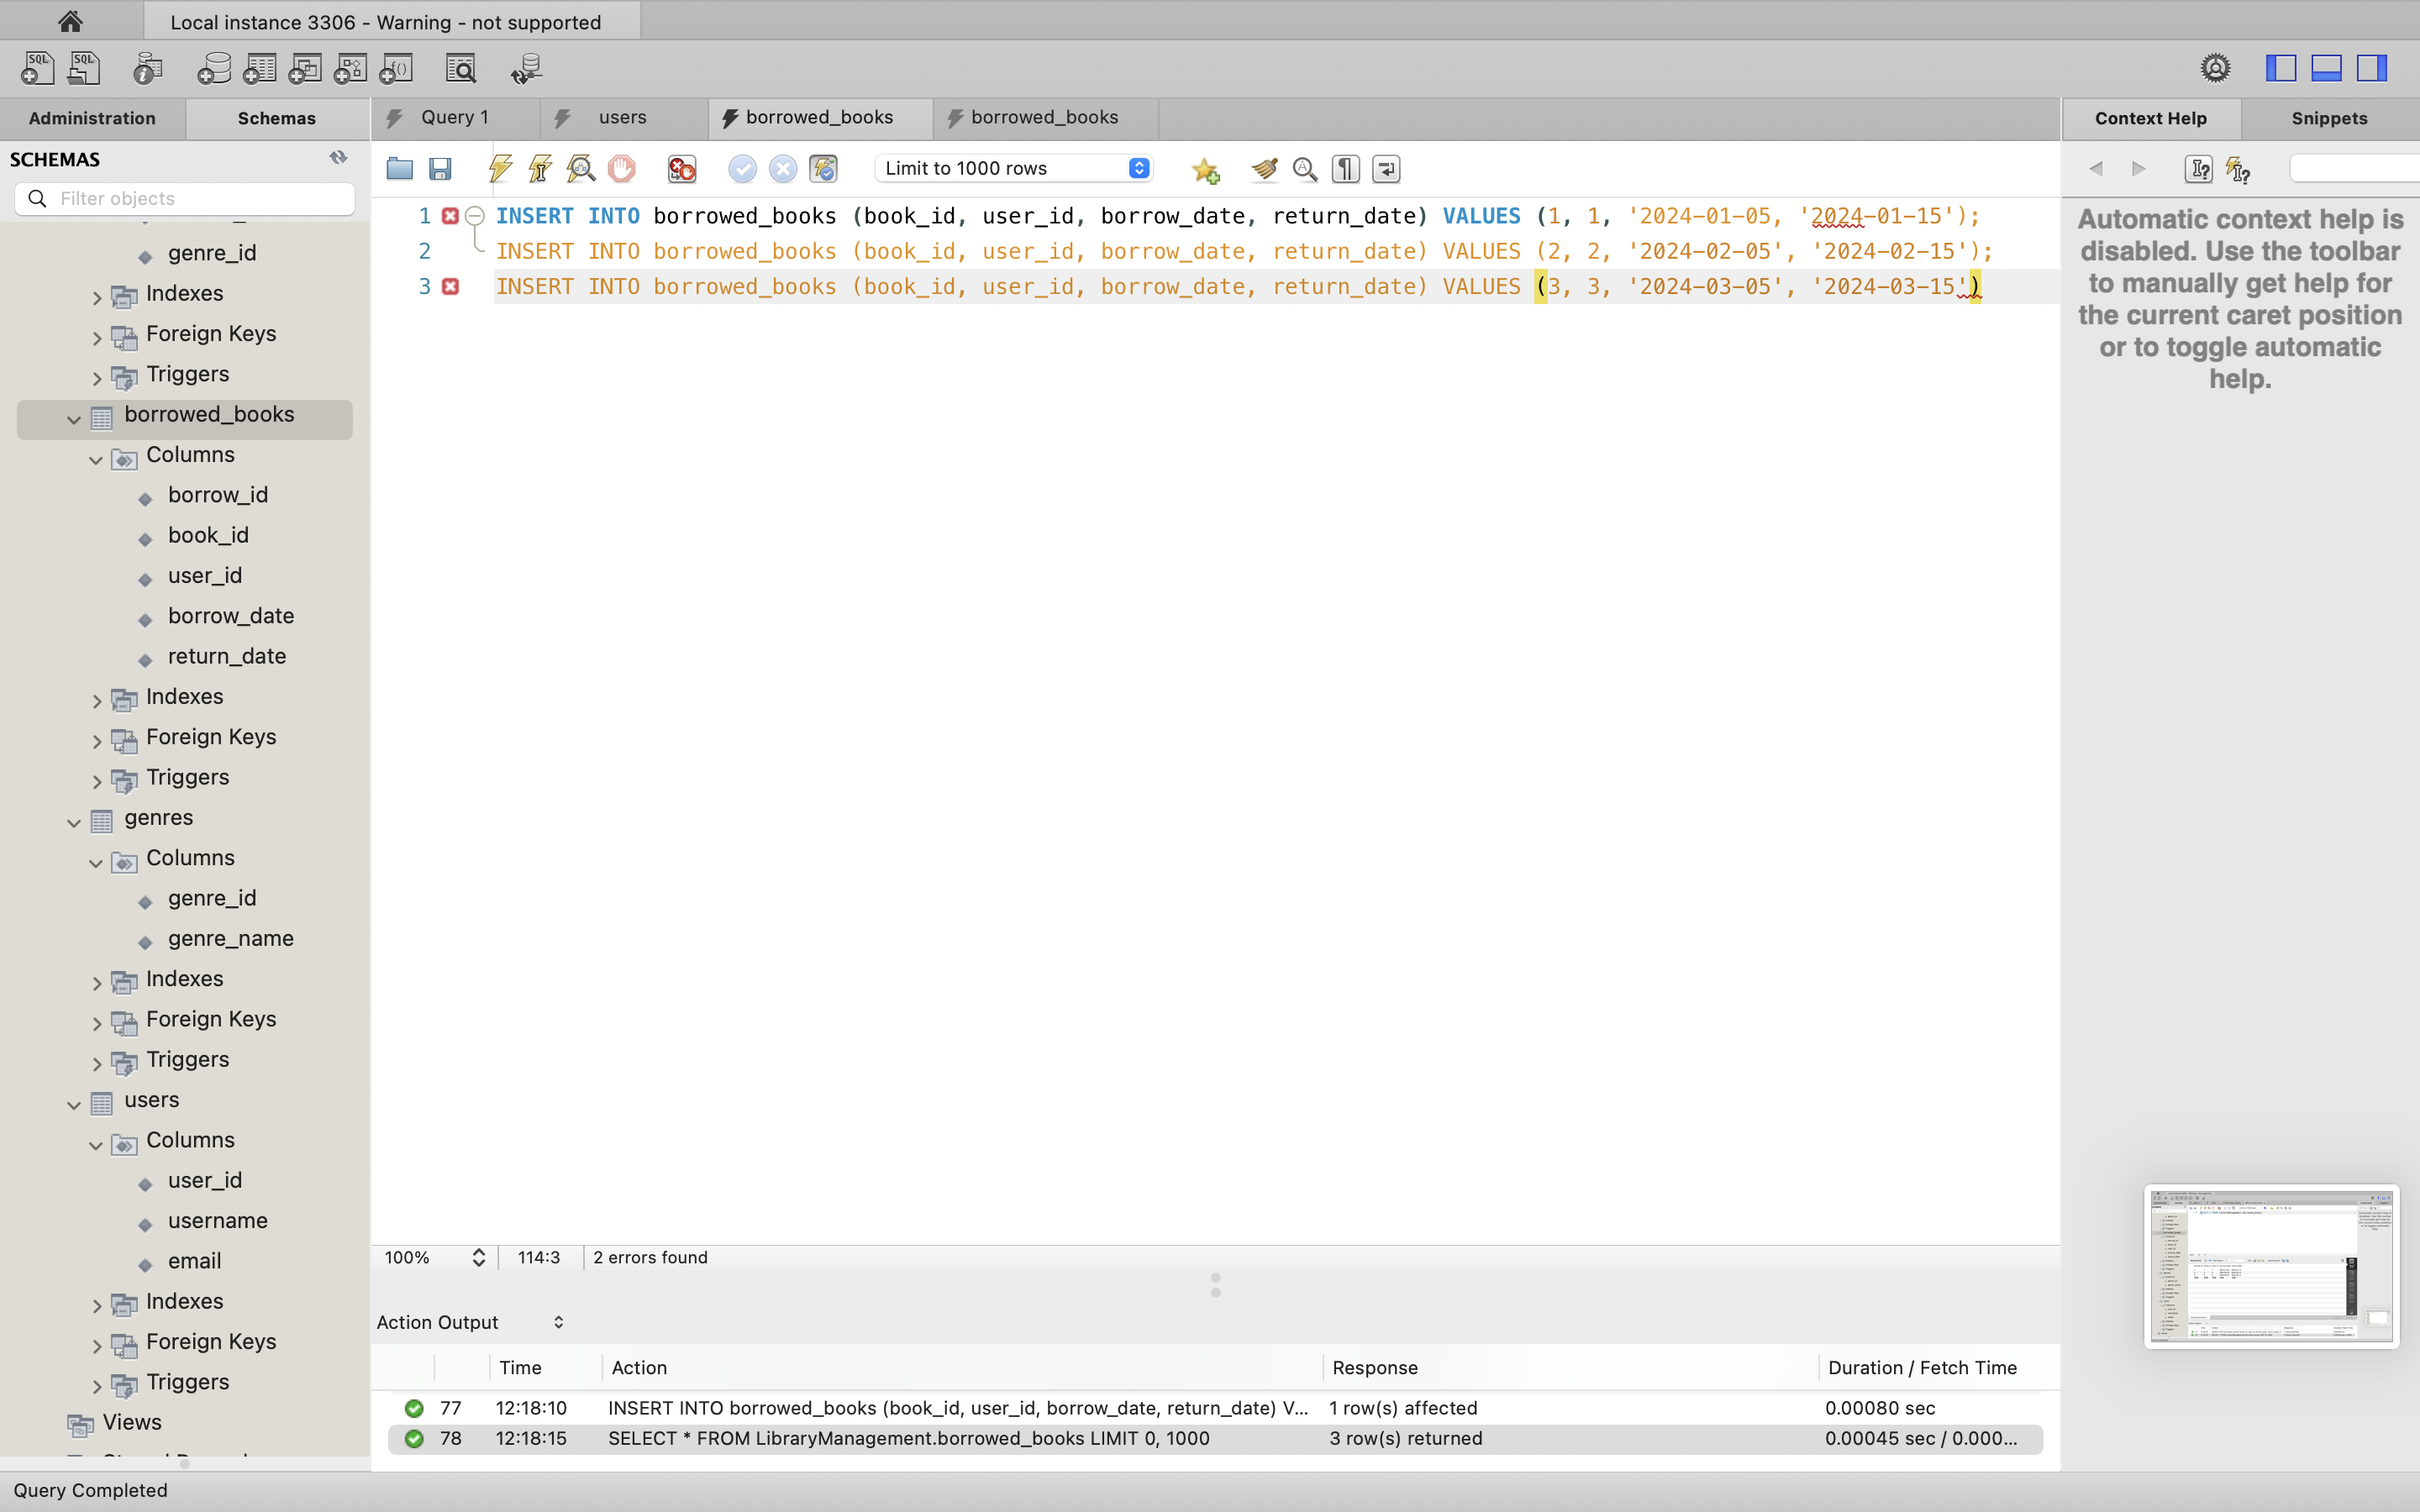 Local instance 3306 - Warning - not supported
Administration
Schemas
Query 1
users
borrowed_books
borrowed_books
Context Help
Snippets
SCHEMAS
Filter objects
Limit to 1000 rows
genre_id
Indexes
Foreign Keys
Triggers
borrowed_books
Columns
borrow_id
book_id
user_id
borrow_date
return_date
Indexes
Foreign Keys
Triggers
genres
Columns
genre_id
genre_name
Indexes
Foreign Keys
Triggers
users
Columns
user_id
username
email
Indexes
Foreign Keys
Triggers
Views
1 INSERT INTO borrowed_books (book_id, user_id, borrow_date, return_date) VALUES (1, 1, '2024-01-05, '2024-01-15');
2 INSERT INTO borrowed_books (book_id, user_id, borrow_date, return_date) VALUES (2, 2, '2024-02-05', '2024-02-15');
3 INSERT INTO borrowed_books (book_id, user_id, borrow_date, return_date) VALUES (3, 3, '2024-03-05', '2024-03-15')
Automatic context help is
disabled. Use the toolbar
to manually get help for
the current caret position
or to toggle automatic
help.
100%
114:3
2 errors found
Action Output
Time
Action
Response
Duration / Fetch Time
77 12:18:10 INSERT INTO borrowed_books (book_id, user_id, borrow_date, return_date) V... 1 row(s) affected 0.00080 sec
78 12:18:15 SELECT * FROM LibraryManagement.borrowed_books LIMIT 0, 1000 3 row(s) returned 0.00045 sec / 0.000...
Query Completed